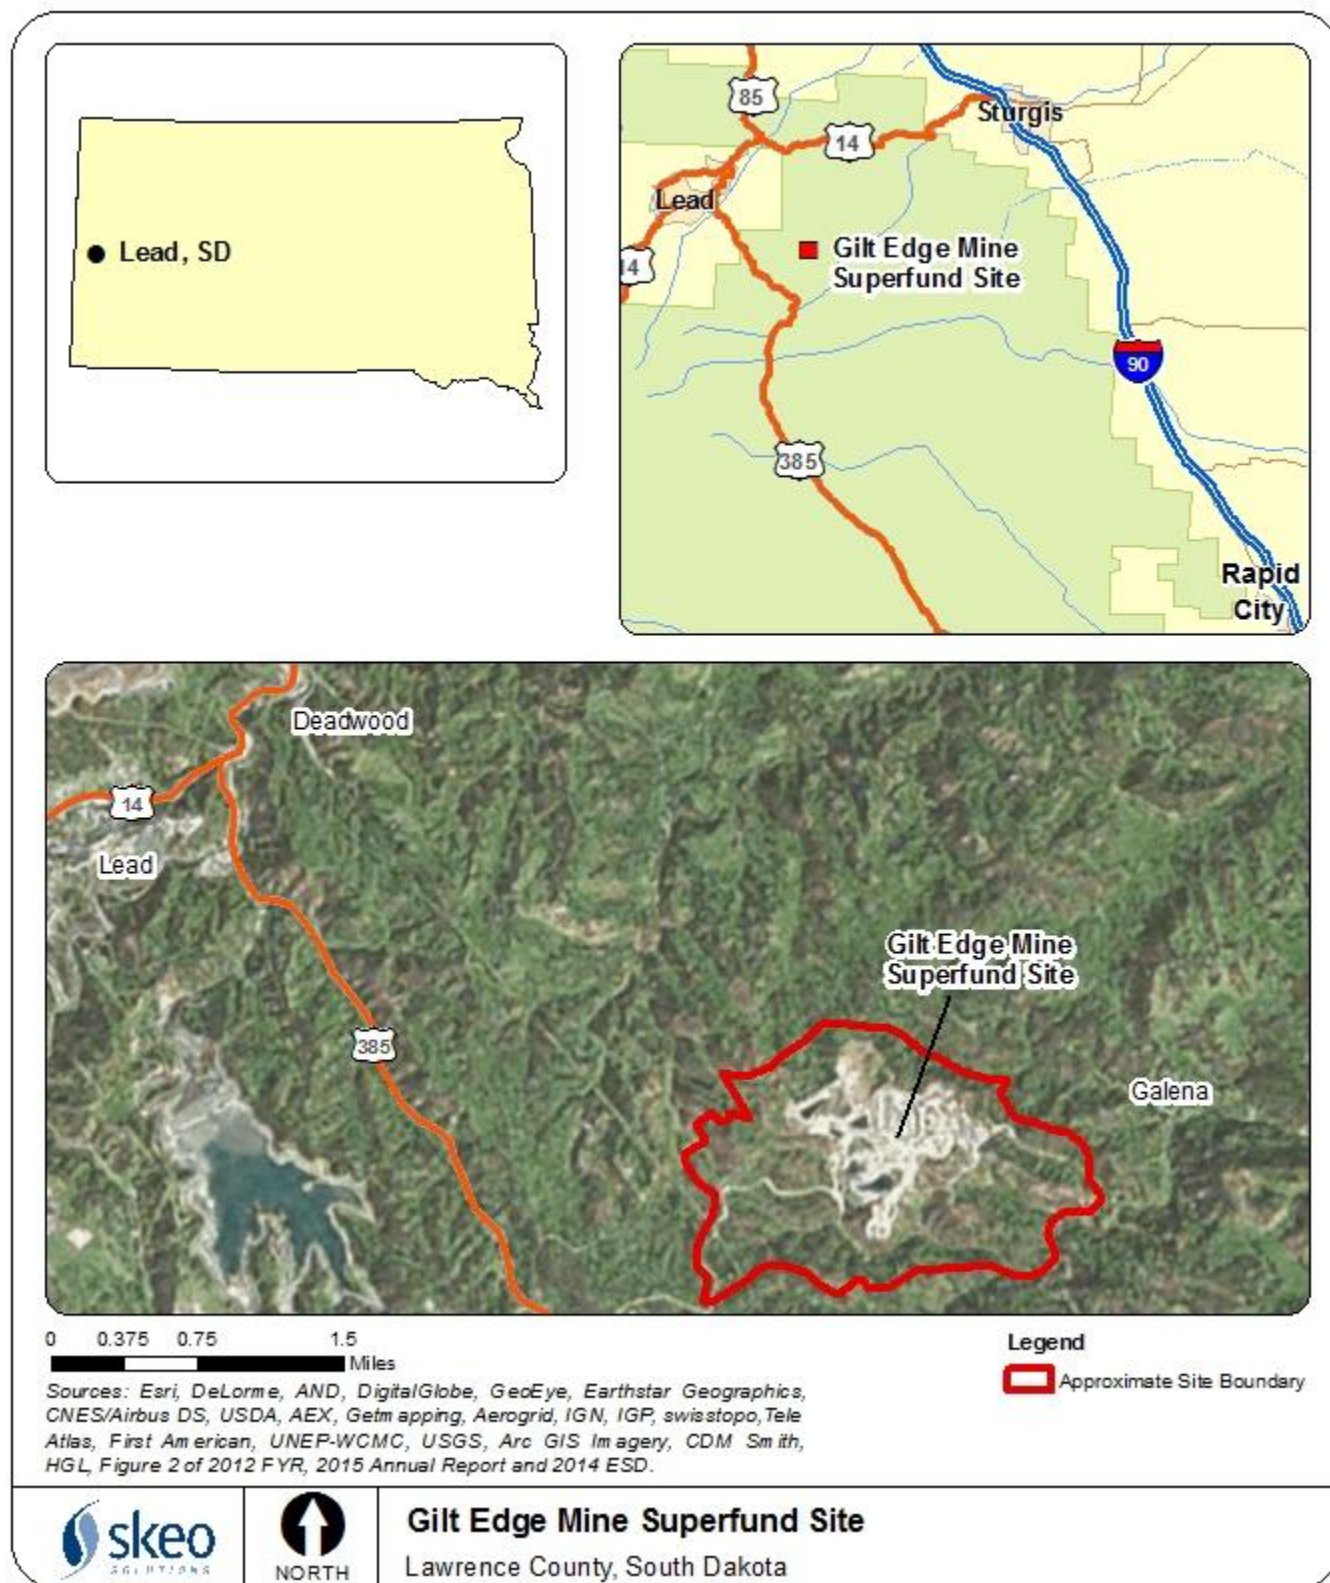 Lead, SD
85
14
Sturgis
Lead
14
Gilt Edge Mine
Superfund Site
90
385
Rapid
City
Deadwood
14
Lead
Gilt Edge Mine
Superfund Site
385
Galena
0 0.375 0.75 1.5
Miles
Legend
Approximate Site Boundary
Sources: Esri, DeLorme, AND, DigitalGlobe, GeoEye, Earthstar Geographics,
CNES/Airbus DS, USDA, AEX, Getmapping, Aerogrid, IGN, IGP, swisstopo,Tele
Atlas, First American, UNEP-WCMC, USGS, Arc GIS Imagery, CDM Smith,
HGL, Figure 2 of 2012 FYR, 2015 Annual Report and 2014 ESD.
skeo
SOLUTIONS
NORTH
Gilt Edge Mine Superfund Site
Lawrence County, South Dakota